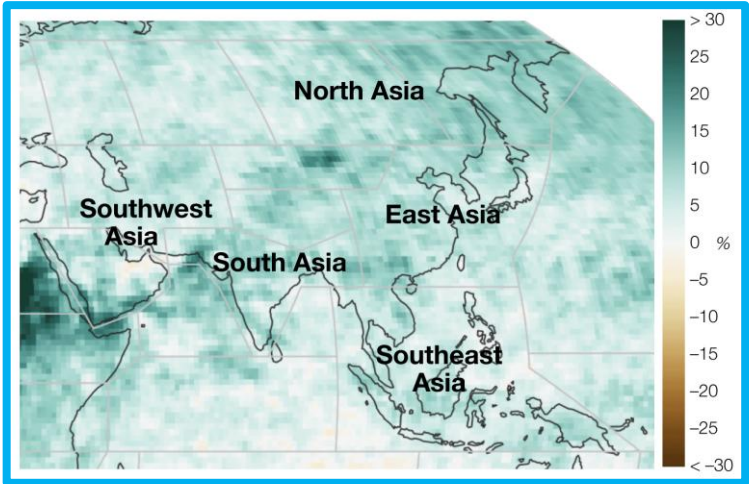 North Asia
Southwest
Asia
East Asia
South Asia
Southeast
Asia
> 30
25
20
15
10
5
0 %
–5
–10
–15
–20
–25
< –30